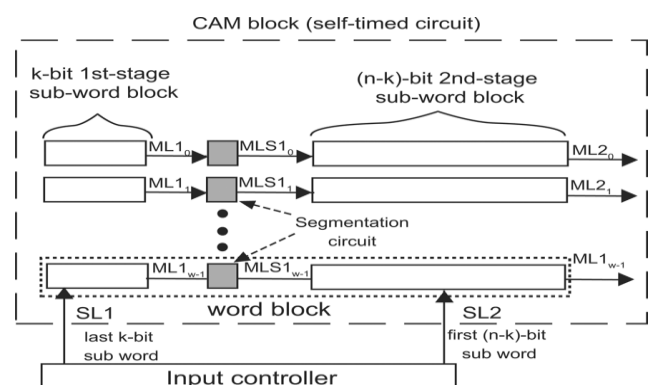 CAM block (self-timed circuit)
k-bit 1st-stage
sub-word block
(n-k)-bit 2nd-stage
sub-word block
ML1₀ MLS1₀ ML2₀
ML1₁ MLS1₁ ML2₁
Segmentation
circuit
ML1w-1 MLS1w-1 ML1w-1
SL1 word block SL2
last k-bit
sub word
first (n-k)-bit
sub word
Input controller